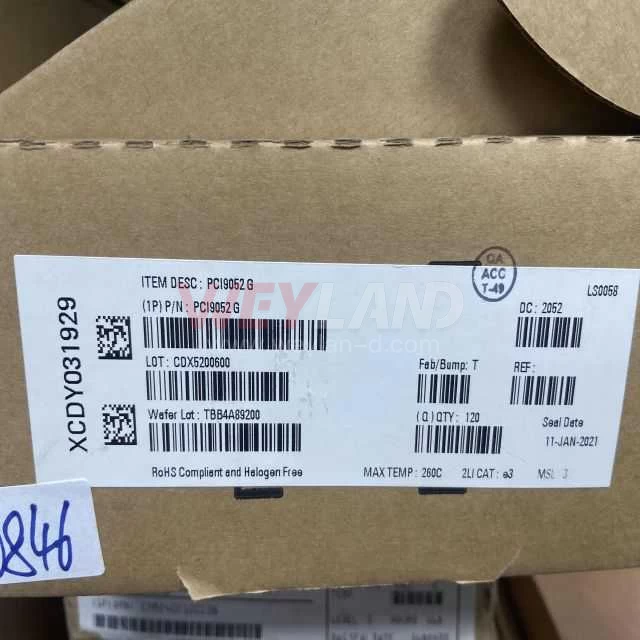 XCDY031929
ITEM DESC: PCI9052 G
(1P) P/N: PCI9052 G
LOT: CDX5200600
Wafer Lot: TBB4A89200
RoHS Compliant and Halogen Free
QA
ACC
T-49
LS0058
DC: 2052
Fab/Bump: T
REF:
(Q) QTY: 120
Seal Date
11-JAN-2021
MAX TEMP: 260C
2LI CAT: e3
MSL 3
846
WEYLAND